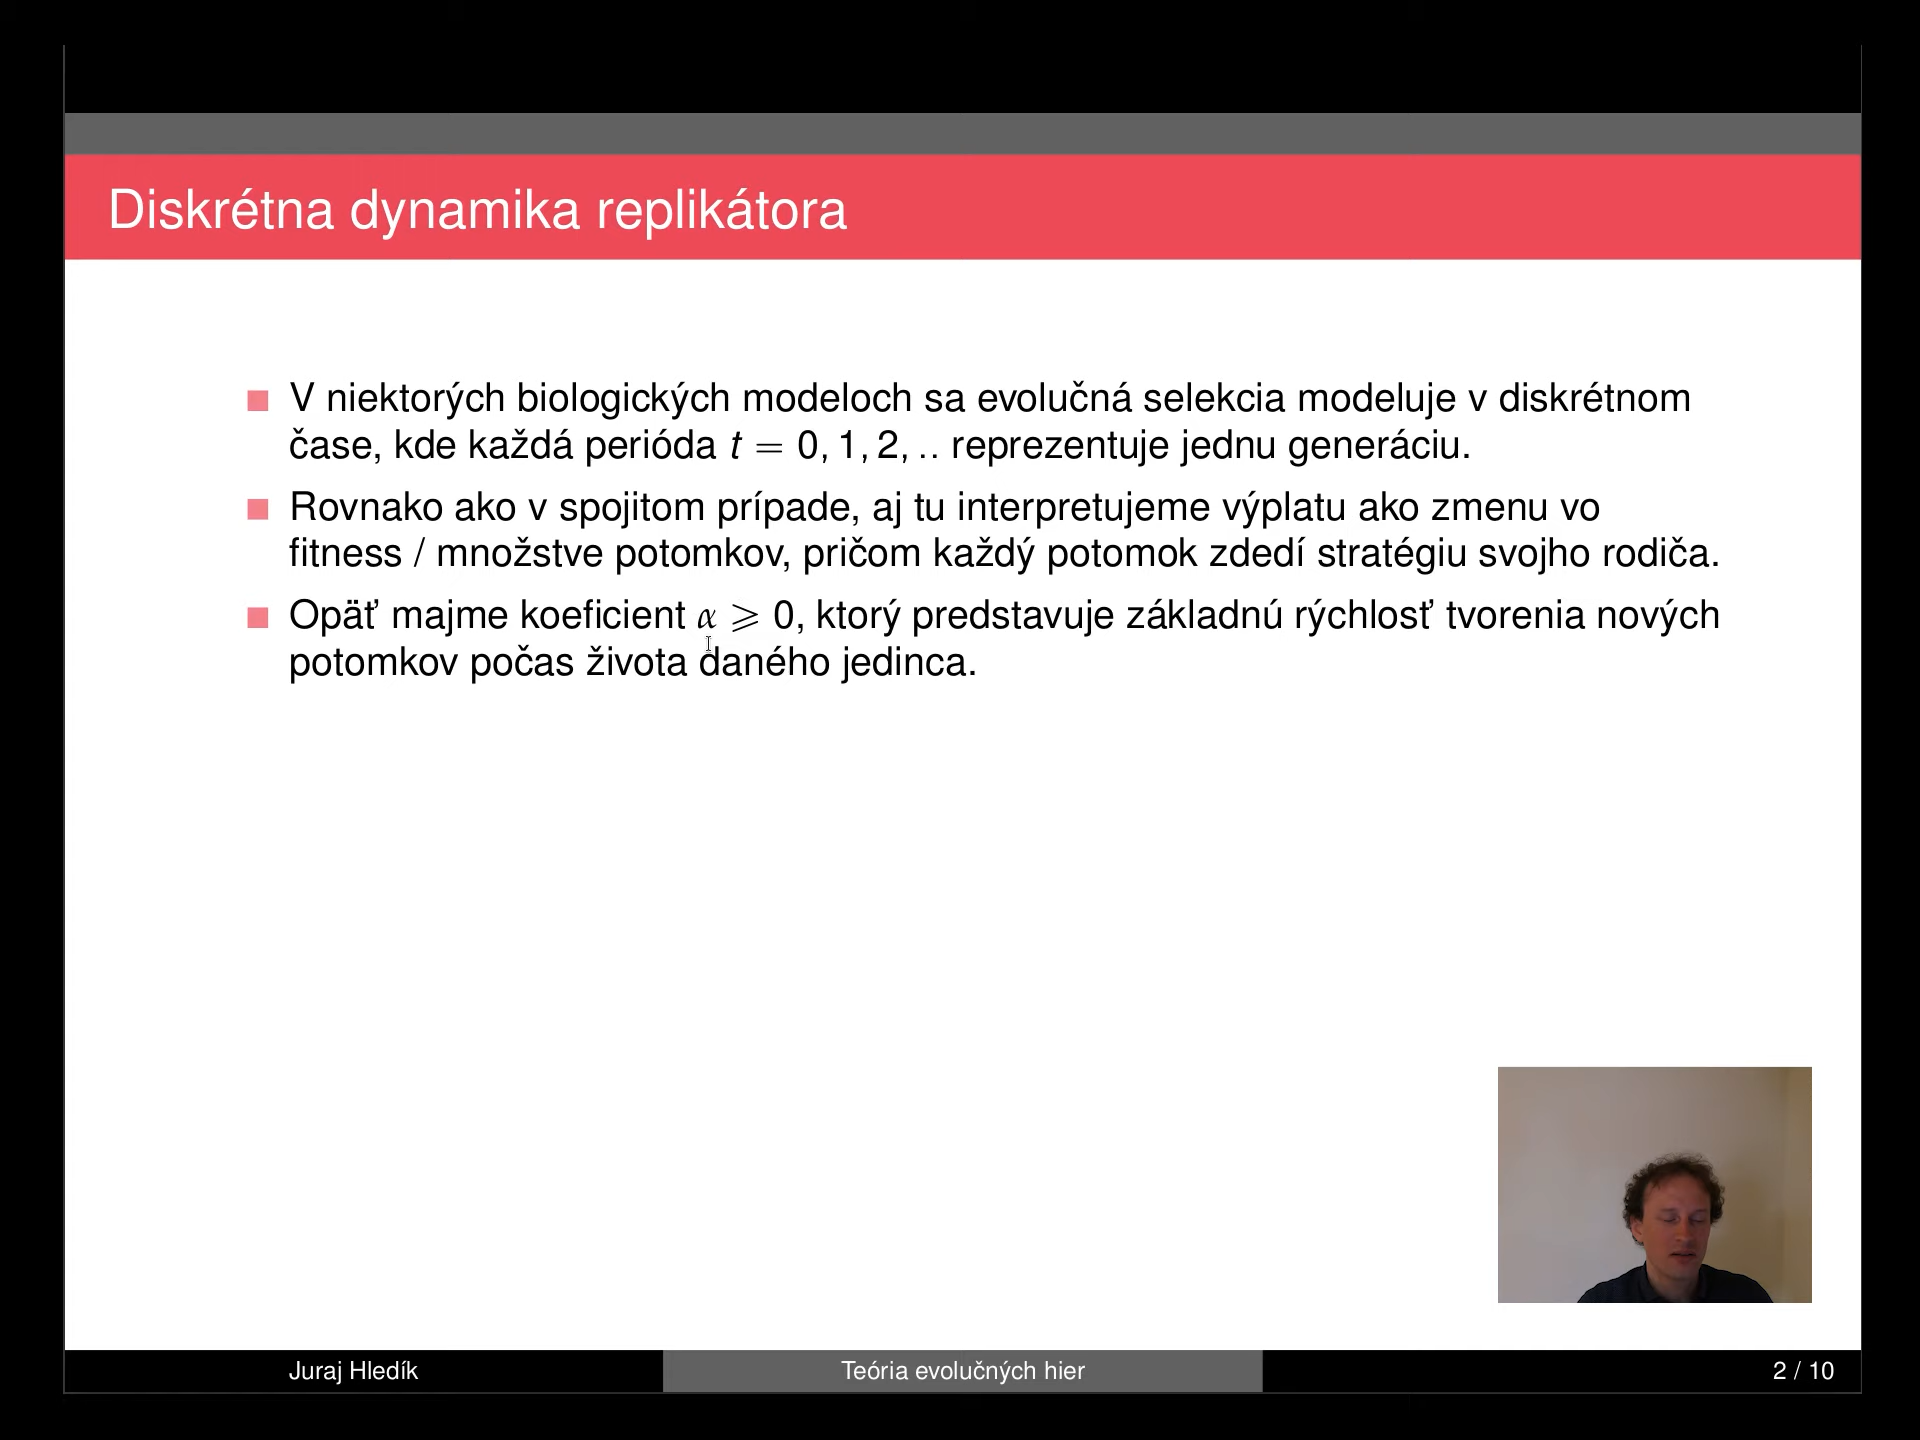 Diskrétna dynamika replikátora
V niektorých biologických modeloch sa evolučná selekcia modeluje v diskrétnom
čase, kde každá perióda t = 0, 1, 2, .. reprezentuje jednu generáciu.
Rovnako ako v spojitom prípade, aj tu interpretujeme výplatu ako zmenu vo
fitness / množstve potomkov, pričom každý potomok zdedí stratégiu svojho rodiča.
Opäť majme koeficient α ⩾ 0, ktorý predstavuje základnú rýchlosť tvorenia nových
potomkov počas života daného jedinca.
Juraj Hledík
Teória evolučných hier
2 / 10